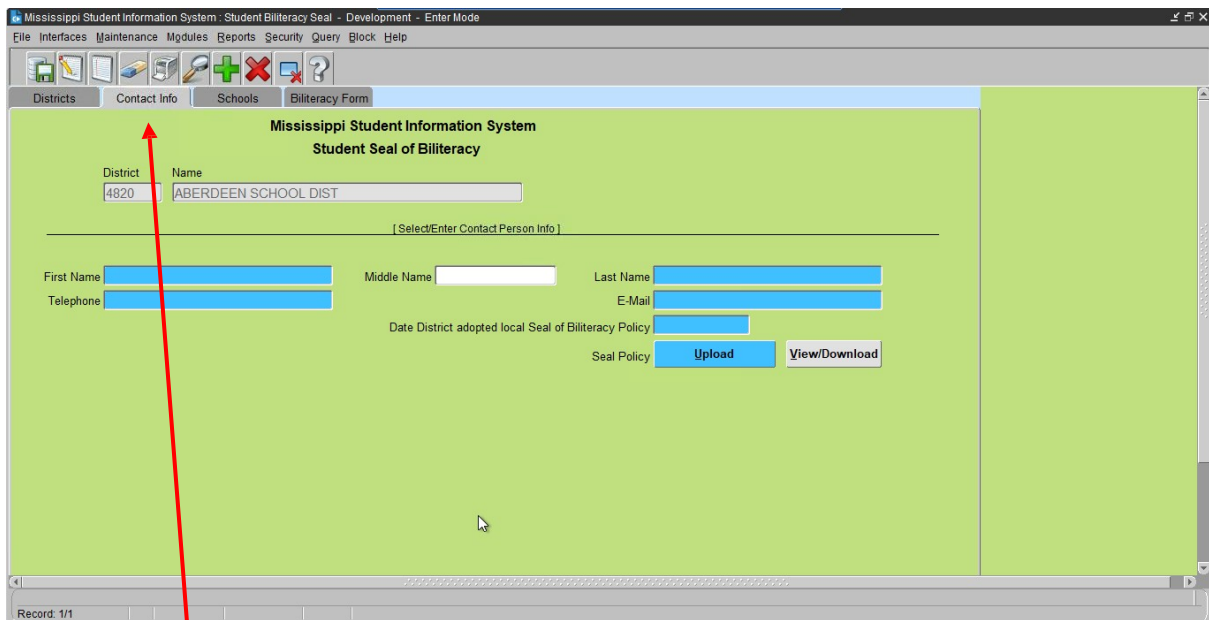 Mississippi Student Information System : Student Biliteracy Seal - Development - Enter Mode
File Interfaces Maintenance Modules Reports Security Query Block Help
Districts Contact Info Schools Biliteracy Form
Mississippi Student Information System
Student Seal of Biliteracy
District Name
4820 ABERDEEN SCHOOL DIST
[ Select/Enter Contact Person Info ]
First Name Middle Name Last Name
Telephone E-Mail
Date District adopted local Seal of Biliteracy Policy
Seal Policy Upload View/Download
Record: 1/1